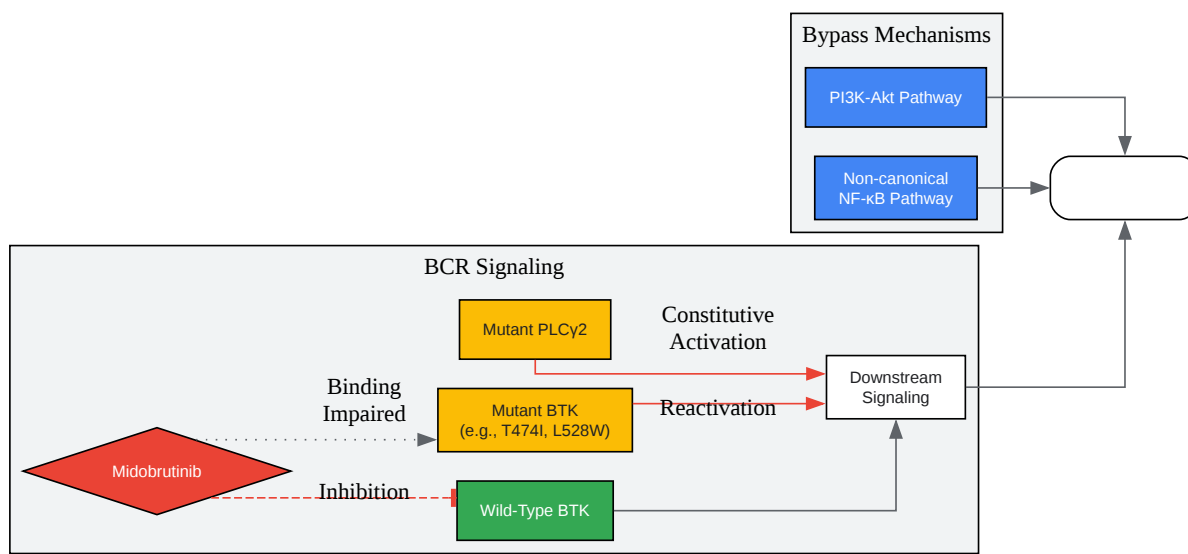 Bypass Mechanisms
PI3K-Akt Pathway
Non-canonical
NF-κB Pathway
BCR Signaling
Mutant PLCγ2
Constitutive
Activation
Downstream
Signaling
Binding
Impaired
Mutant BTK
(e.g., T474I, L528W)
Reactivation
Midobrutinib
Inhibition
Wild-Type BTK